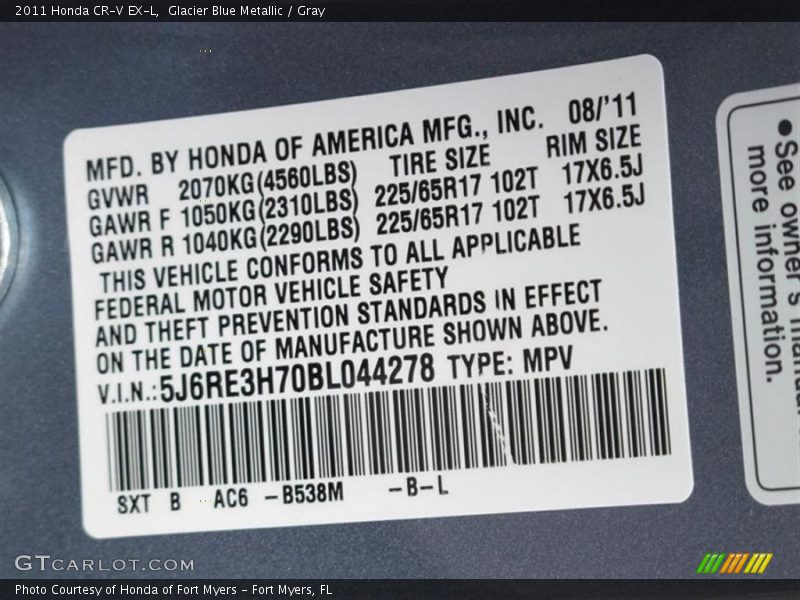 2011 Honda CR-V EX-L,  Glacier Blue Metallic / Gray
MFD. BY HONDA OF AMERICA MFG., INC. 08/'11
GVWR 2070KG(4560LBS) TIRE SIZE RIM SIZE
GAWR F 1050KG(2310LBS) 225/65R17 102T 17X6.5J
GAWR R 1040KG(2290LBS) 225/65R17 102T 17X6.5J
THIS VEHICLE CONFORMS TO ALL APPLICABLE
FEDERAL MOTOR VEHICLE SAFETY
AND THEFT PREVENTION STANDARDS IN EFFECT
ON THE DATE OF MANUFACTURE SHOWN ABOVE.
V.I.N.:5J6RE3H70BL044278 TYPE: MPV
SXT B AC6 -B538M -B-L
●See owner's manual
more information.
GTCARLOT.COM
Photo Courtesy of Honda of Fort Myers - Fort Myers, FL